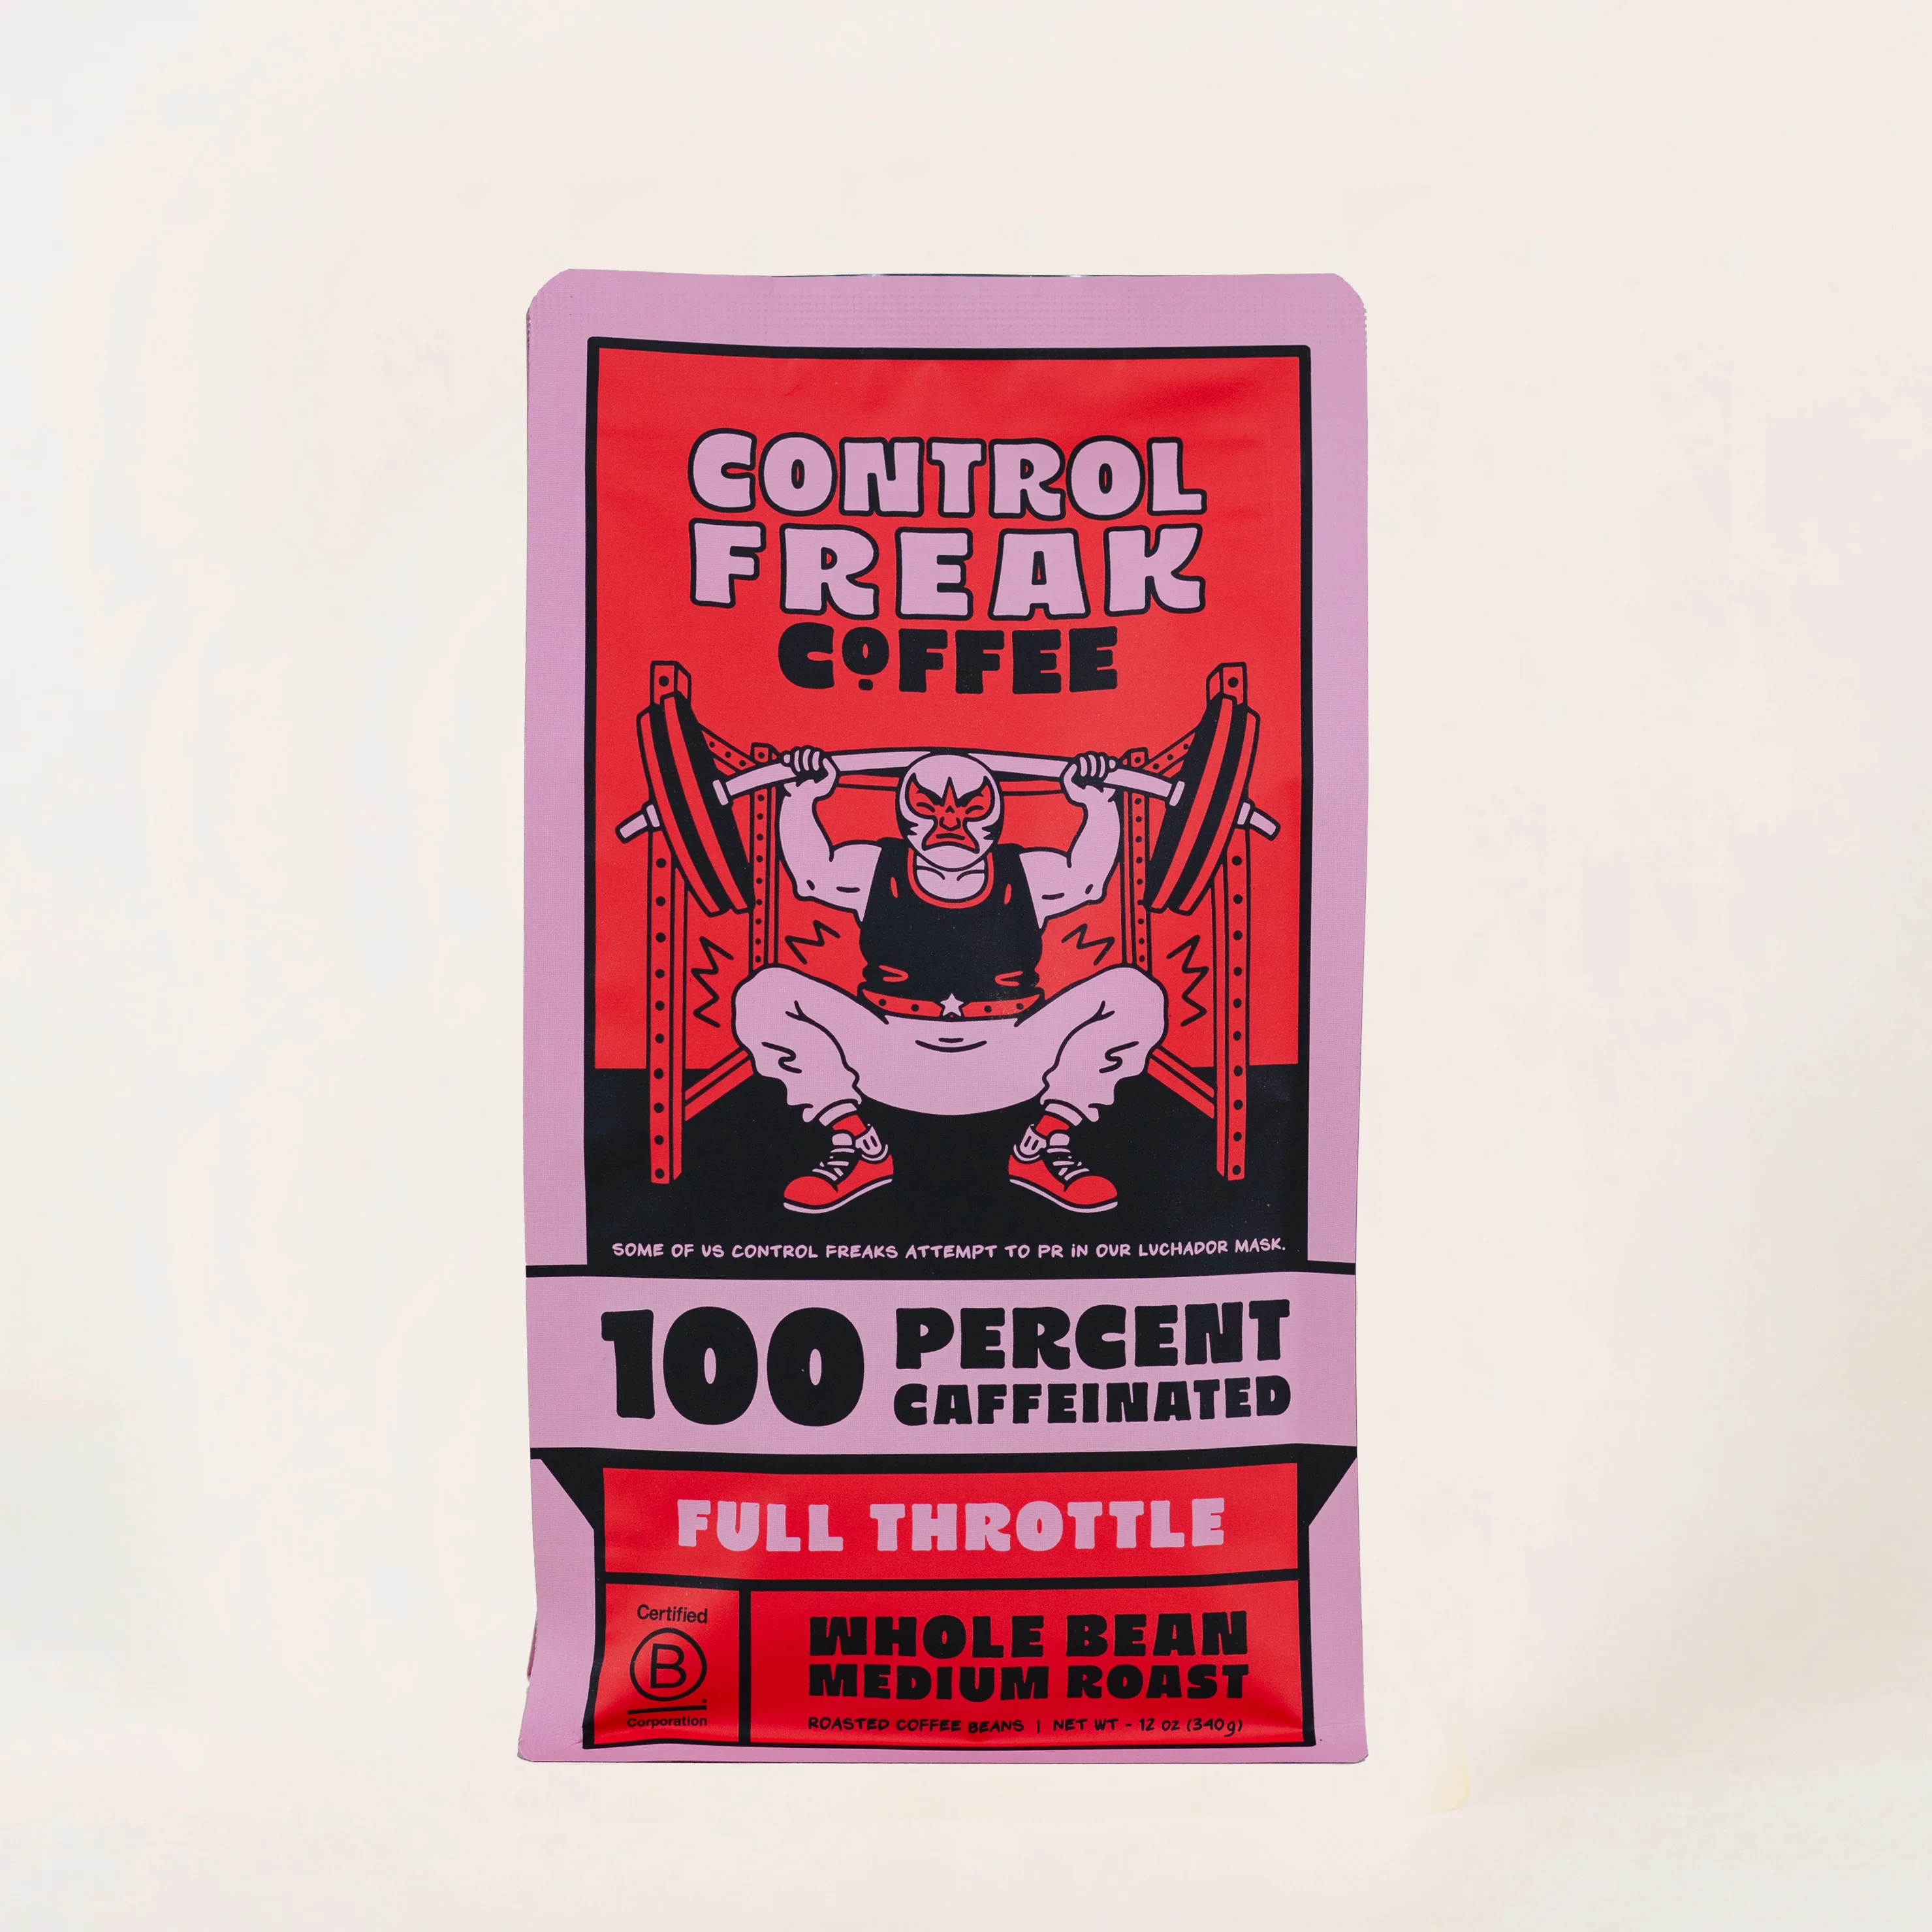 CONTROL
FREAK
COFFEE
SOME OF US CONTROL FREAKS ATTEMPT TO PR IN OUR LUCHADOR MASK.
100 PERCENT
CAFFEINATED
FULL THROTTLE
Certified
B
Corporation
WHOLE BEAN
MEDIUM ROAST
ROASTED COFFEE BEANS | NET WT - 12 OZ (340g)